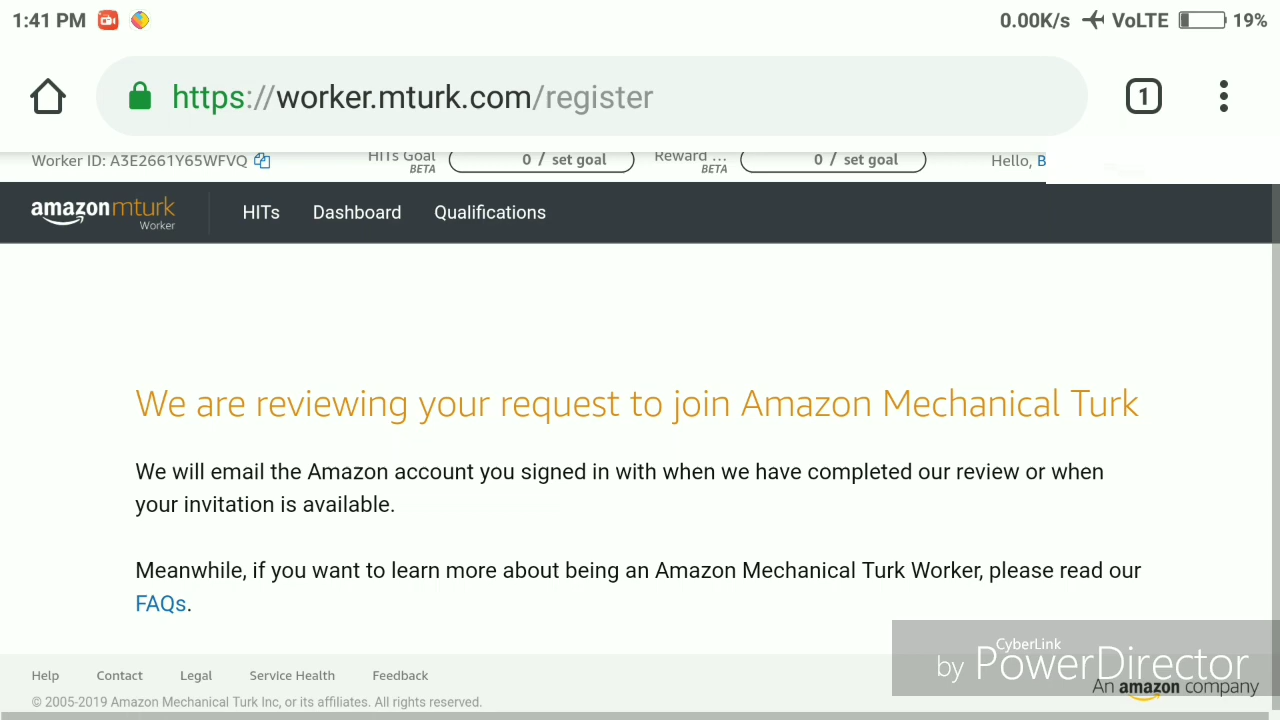 1:41 PM
0.00K/s VoLTE 19%
https://worker.mturk.com/register
1
Worker ID: A3E2661Y65WFVQ
HITs Goal
BETA
0 / set goal
Reward ...
BETA
0 / set goal
Hello, B
amazonmturk
Worker
HITs Dashboard Qualifications
We are reviewing your request to join Amazon Mechanical Turk
We will email the Amazon account you signed in with when we have completed our review or when
your invitation is available.
Meanwhile, if you want to learn more about being an Amazon Mechanical Turk Worker, please read our
FAQs.
CyberLink
by PowerDirector
Help Contact Legal Service Health Feedback
An amazon company
© 2005-2019 Amazon Mechanical Turk Inc, or its affiliates. All rights reserved.